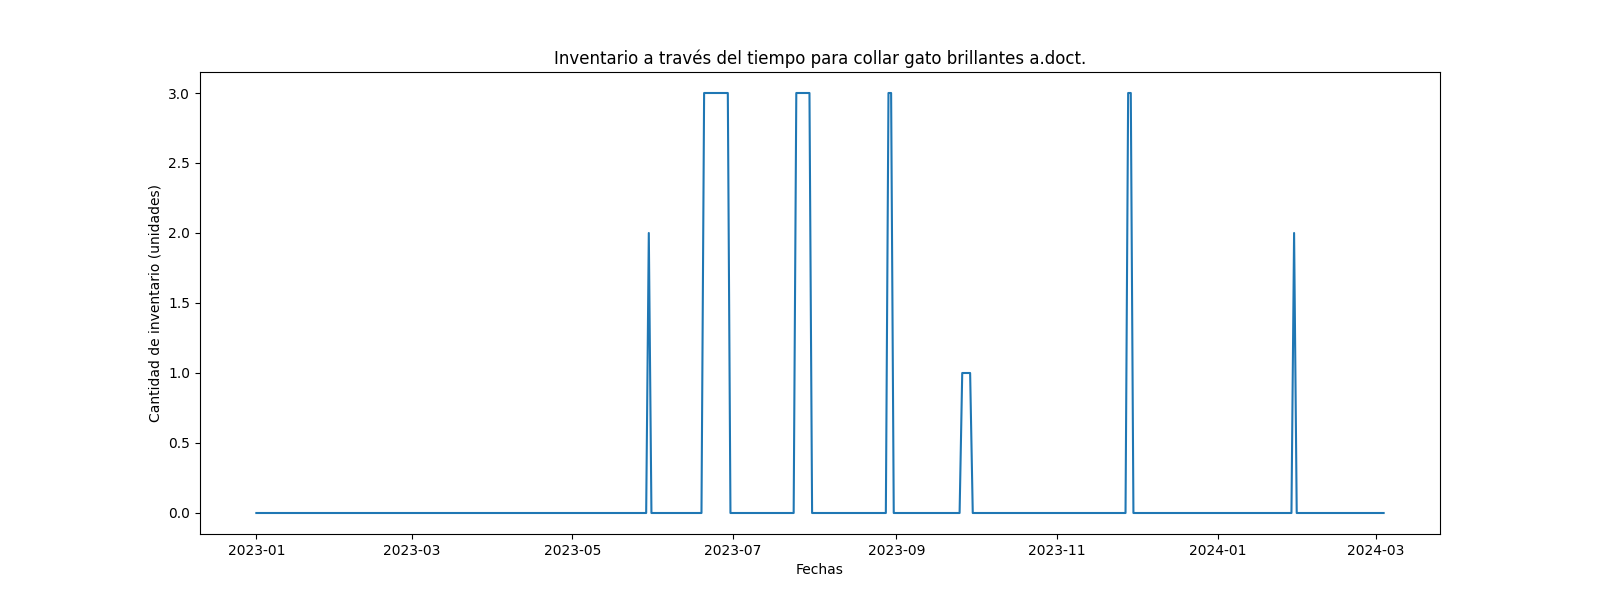 Inventario a través del tiempo para collar gato brillantes a.doct.
Cantidad de inventario (unidades)
3.0
2.5
2.0
1.5
1.0
0.5
0.0
2023-01 2023-03 2023-05 2023-07 2023-09 2023-11 2024-01 2024-03
Fechas